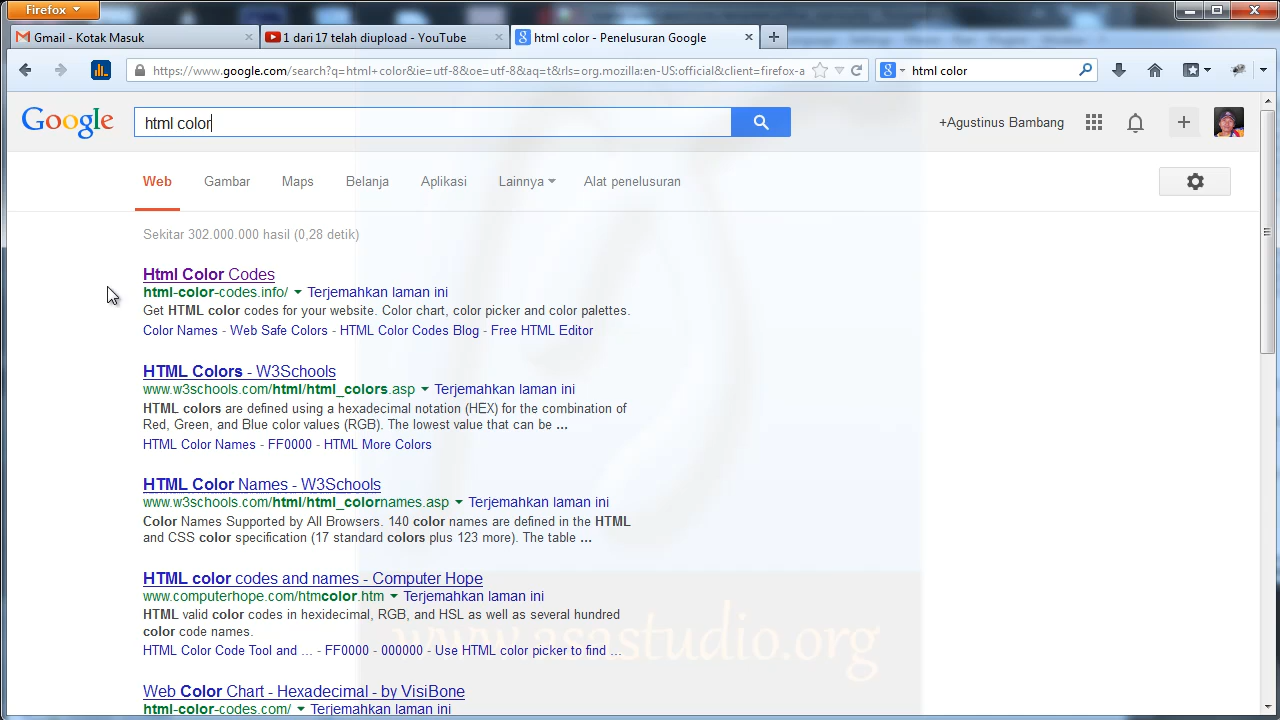 Firefox
Gmail - Kotak Masuk
1 dari 17 telah diupload - YouTube
html color - Penelusuran Google
https://www.google.com/search?q=html+color&ie=utf-8&oe=utf-8&aq=t&rls=org.mozilla:en-US:official&client=firefox-a
html color
Google
html color
+Agustinus Bambang
Web
Gambar
Maps
Belanja
Aplikasi
Lainnya
Alat penelusuran
Sekitar 302.000.000 hasil (0,28 detik)
Html Color Codes
html-color-codes.info/ Terjemahkan laman ini
Get HTML color codes for your website. Color chart, color picker and color palettes.
Color Names - Web Safe Colors - HTML Color Codes Blog - Free HTML Editor
HTML Colors - W3Schools
www.w3schools.com/html/html_colors.asp Terjemahkan laman ini
HTML colors are defined using a hexadecimal notation (HEX) for the combination of
Red, Green, and Blue color values (RGB). The lowest value that can be ...
HTML Color Names - FF0000 - HTML More Colors
HTML Color Names - W3Schools
www.w3schools.com/html/html_colornames.asp Terjemahkan laman ini
Color Names Supported by All Browsers. 140 color names are defined in the HTML
and CSS color specification (17 standard colors plus 123 more). The table ...
HTML color codes and names - Computer Hope
www.computerhope.com/htmcolor.htm Terjemahkan laman ini
HTML valid color codes in hexidecimal, RGB, and HSL as well as several hundred
color code names.
HTML Color Code Tool and ... - FF0000 - 000000 - Use HTML color picker to find ...
www.asastudio.org
Web Color Chart - Hexadecimal - by VisiBone
html-color-codes.com/ Terjemahkan laman ini